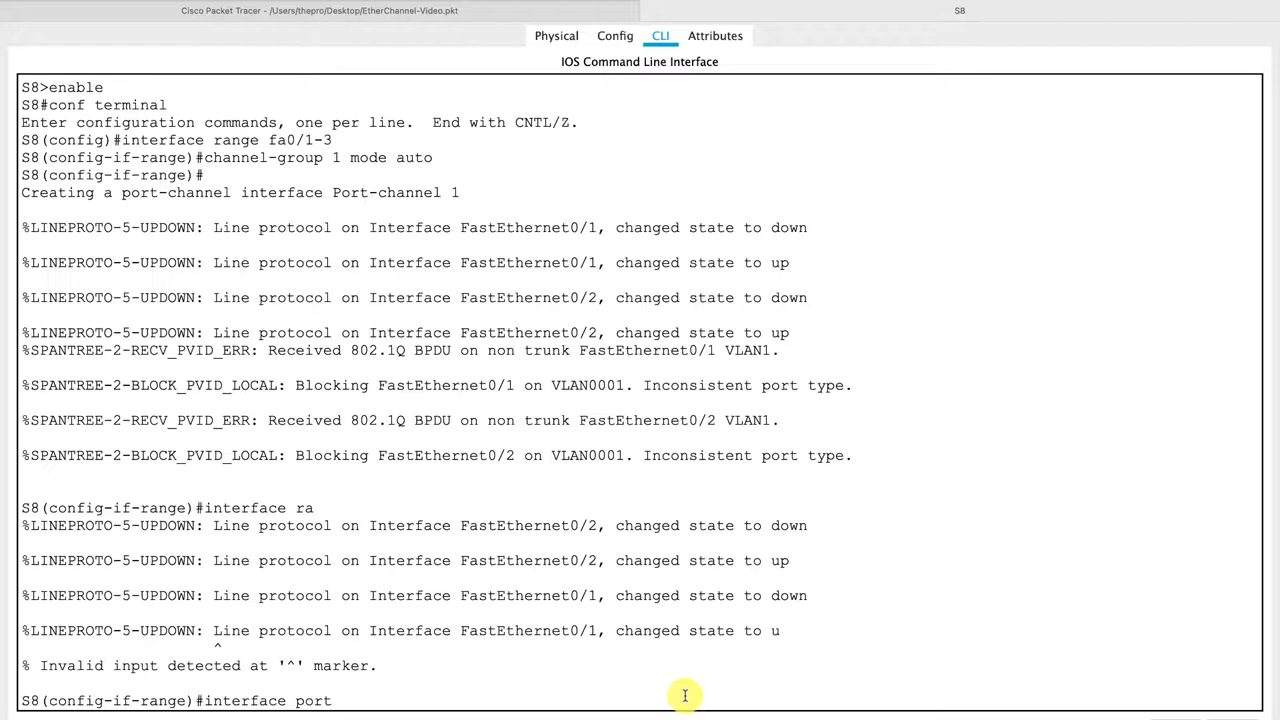 Cisco Packet Tracer - /Users/thepro/Desktop/EtherChannel-Video.pkt
S8
Physical Config CLI Attributes
IOS Command Line Interface
S8>enable
S8#conf terminal
Enter configuration commands, one per line.  End with CNTL/Z.
S8(config)#interface range fa0/1-3
S8(config-if-range)#channel-group 1 mode auto
S8(config-if-range)#
Creating a port-channel interface Port-channel 1
%LINEPROTO-5-UPDOWN: Line protocol on Interface FastEthernet0/1, changed state to down
%LINEPROTO-5-UPDOWN: Line protocol on Interface FastEthernet0/1, changed state to up
%LINEPROTO-5-UPDOWN: Line protocol on Interface FastEthernet0/2, changed state to down
%LINEPROTO-5-UPDOWN: Line protocol on Interface FastEthernet0/2, changed state to up
%SPANTREE-2-RECV_PVID_ERR: Received 802.1Q BPDU on non trunk FastEthernet0/1 VLAN1.
%SPANTREE-2-BLOCK_PVID_LOCAL: Blocking FastEthernet0/1 on VLAN0001. Inconsistent port type.
%SPANTREE-2-RECV_PVID_ERR: Received 802.1Q BPDU on non trunk FastEthernet0/2 VLAN1.
%SPANTREE-2-BLOCK_PVID_LOCAL: Blocking FastEthernet0/2 on VLAN0001. Inconsistent port type.
S8(config-if-range)#interface ra
%LINEPROTO-5-UPDOWN: Line protocol on Interface FastEthernet0/2, changed state to down
%LINEPROTO-5-UPDOWN: Line protocol on Interface FastEthernet0/2, changed state to up
%LINEPROTO-5-UPDOWN: Line protocol on Interface FastEthernet0/1, changed state to down
%LINEPROTO-5-UPDOWN: Line protocol on Interface FastEthernet0/1, changed state to u
^
% Invalid input detected at '^' marker.
S8(config-if-range)#interface port